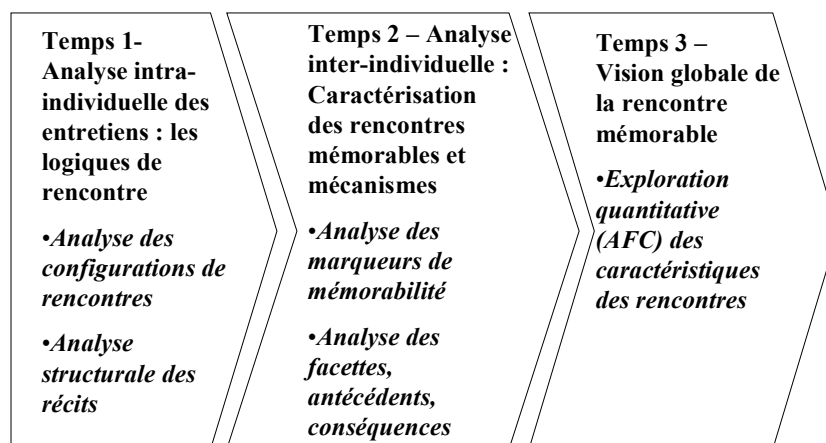 Temps 1-
Analyse intra-
individuelle des
entretiens : les
logiques de
rencontre
•Analyse des
configurations de
rencontres
•Analyse
structurale des
récits
Temps 2 – Analyse
inter-individuelle :
Caractérisation
des rencontres
mémorables et
mécanismes
•Analyse des
marqueurs de
mémorabilité
•Analyse des
facettes,
antécédents,
conséquences
Temps 3 –
Vision globale de
la rencontre
mémorable
•Exploration
quantitative
(AFC) des
caractéristiques
des rencontres